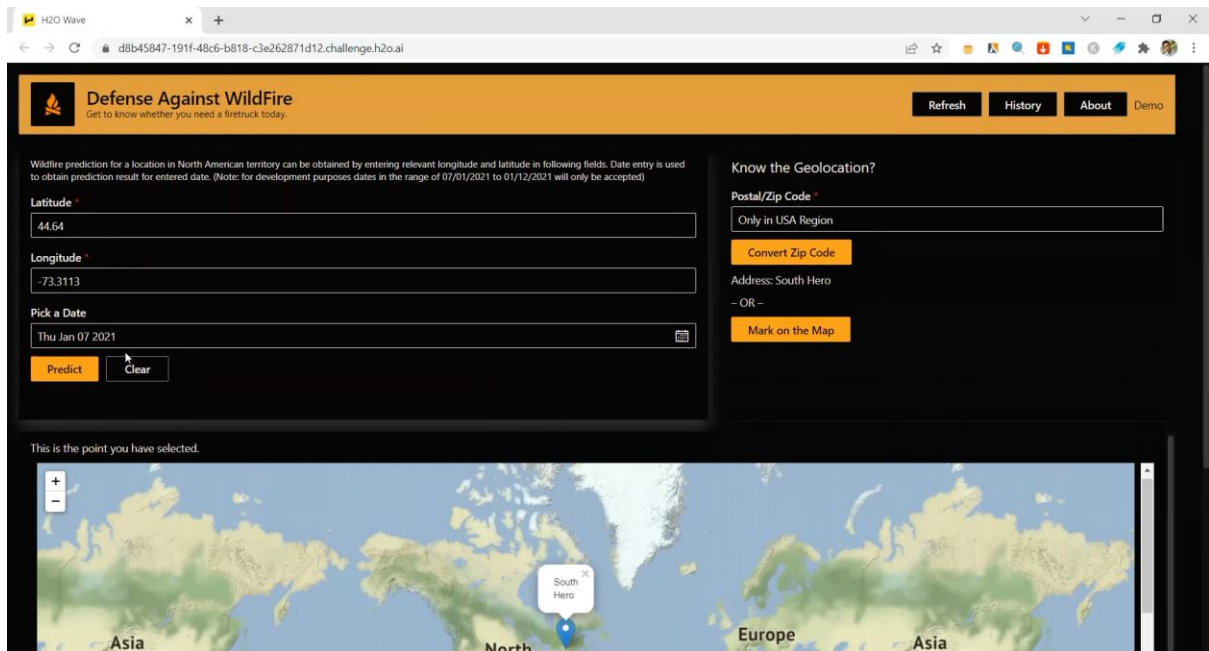 H2O Wave
d8b45847-191f-48c6-b818-c3e262871d12.challenge.h2o.ai
Defense Against WildFire
Get to know whether you need a firetruck today.
Refresh
History
About
Demo
Wildfire prediction for a location in North American territory can be obtained by entering relevant longitude and latitude in following fields. Date entry is used
to obtain prediction result for entered date. (Note: for development purposes dates in the range of 07/01/2021 to 01/12/2021 will only be accepted)
Latitude *
44.64
Longitude *
-73.3113
Pick a Date
Thu Jan 07 2021
Predict
Clear
Know the Geolocation?
Postal/Zip Code *
Only in USA Region
Convert Zip Code
Address: South Hero
– OR –
Mark on the Map
This is the point you have selected.
+
−
South
Hero
Asia
North
Europe
Asia